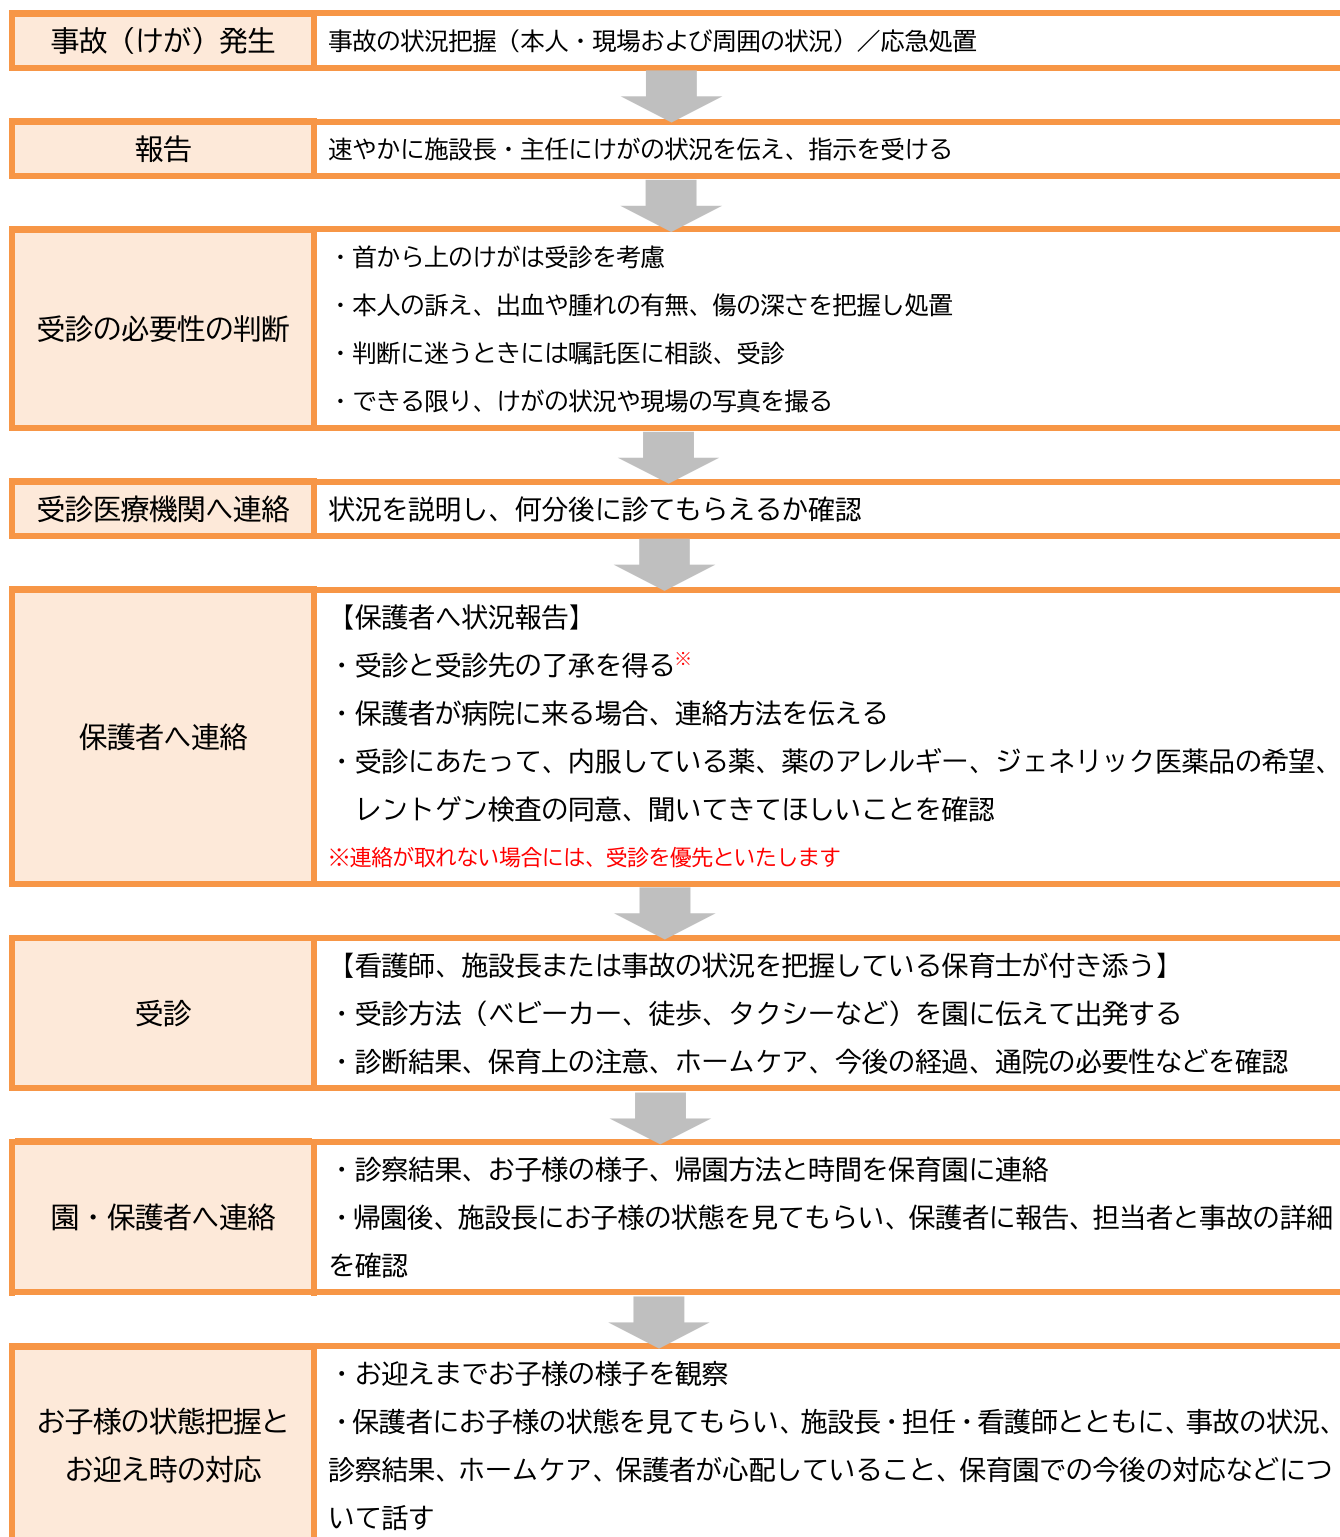 事故（けが）発生
事故の状況把握（本人・現場および周囲の状況）／応急処置
報告
速やかに施設長・主任にけがの状況を伝え、指示を受ける
受診の必要性の判断
・首から上のけがは受診を考慮
・本人の訴え、出血や腫れの有無、傷の深さを把握し処置
・判断に迷うときには嘱託医に相談、受診
・できる限り、けがの状況や現場の写真を撮る
受診医療機関へ連絡
状況を説明し、何分後に診てもらえるか確認
保護者へ連絡
【保護者へ状況報告】
・受診と受診先の了承を得る※
・保護者が病院に来る場合、連絡方法を伝える
・受診にあたって、内服している薬、薬のアレルギー、ジェネリック医薬品の希望、
レントゲン検査の同意、聞いてきてほしいことを確認
※連絡が取れない場合には、受診を優先といたします
受診
【看護師、施設長または事故の状況を把握している保育士が付き添う】
・受診方法（ベビーカー、徒歩、タクシーなど）を園に伝えて出発する
・診断結果、保育上の注意、ホームケア、今後の経過、通院の必要性などを確認
園・保護者へ連絡
・診察結果、お子様の様子、帰園方法と時間を保育園に連絡
・帰園後、施設長にお子様の状態を見てもらい、保護者に報告、担当者と事故の詳細
を確認
お子様の状態把握と
お迎え時の対応
・お迎えまでお子様の様子を観察
・保護者にお子様の状態を見てもらい、施設長・担任・看護師とともに、事故の状況、
診察結果、ホームケア、保護者が心配していること、保育園での今後の対応などにつ
いて話す